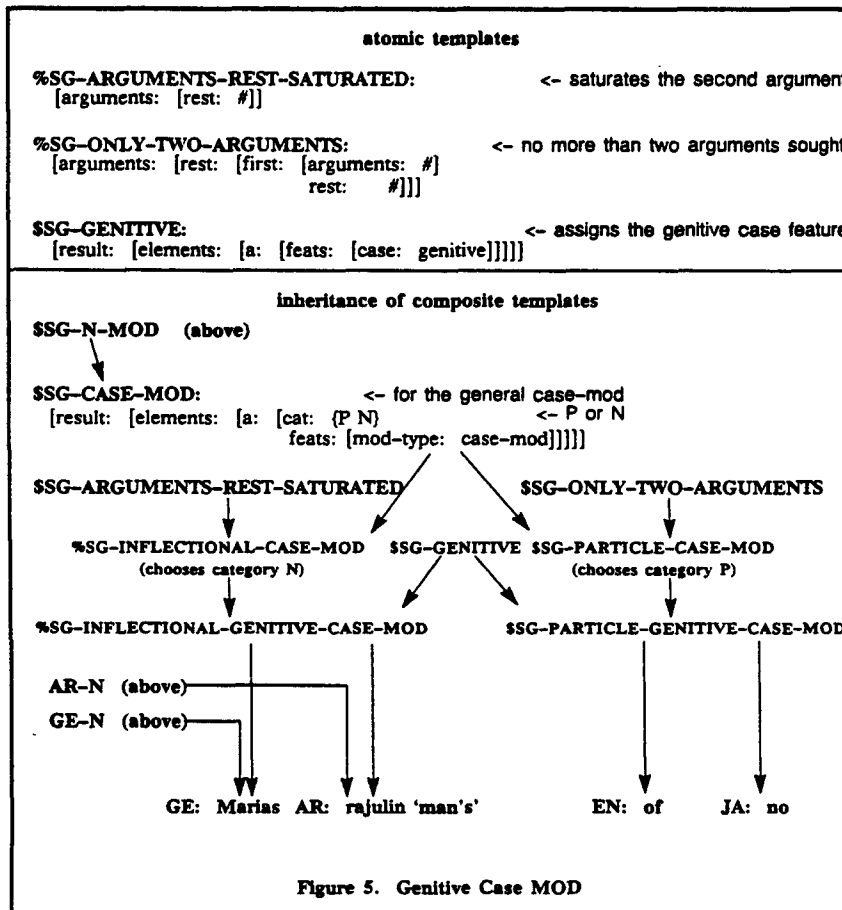 atomic templates
%SG-ARGUMENTS-REST-SATURATED: <- saturates the second argument
[arguments: [rest: #]]
%SG-ONLY-TWO-ARGUMENTS: <- no more than two arguments sought
[arguments: [rest: [first: [arguments: #]
rest: #]]]
$SG-GENITIVE: <- assigns the genitive case feature
[result: [elements: [a: [feats: [case: genitive]]]]]
inheritance of composite templates
$SG-N-MOD (above)
$SG-CASE-MOD: <- for the general case-mod
[result: [elements: [a: [cat: {P N} <- P or N
feats: [mod-type: case-mod]]]]]
$SG-ARGUMENTS-REST-SATURATED $SG-ONLY-TWO-ARGUMENTS
%SG-INFLECTIONAL-CASE-MOD $SG-GENITIVE $SG-PARTICLE-CASE-MOD
(chooses category N) (chooses category P)
%SG-INFLECTIONAL-GENITIVE-CASE-MOD $SG-PARTICLE-GENITIVE-CASE-MOD
AR-N (above)
GE-N (above)
GE: Marias AR: rajulin 'man's' EN: of JA: no
Figure 5. Genitive Case MOD